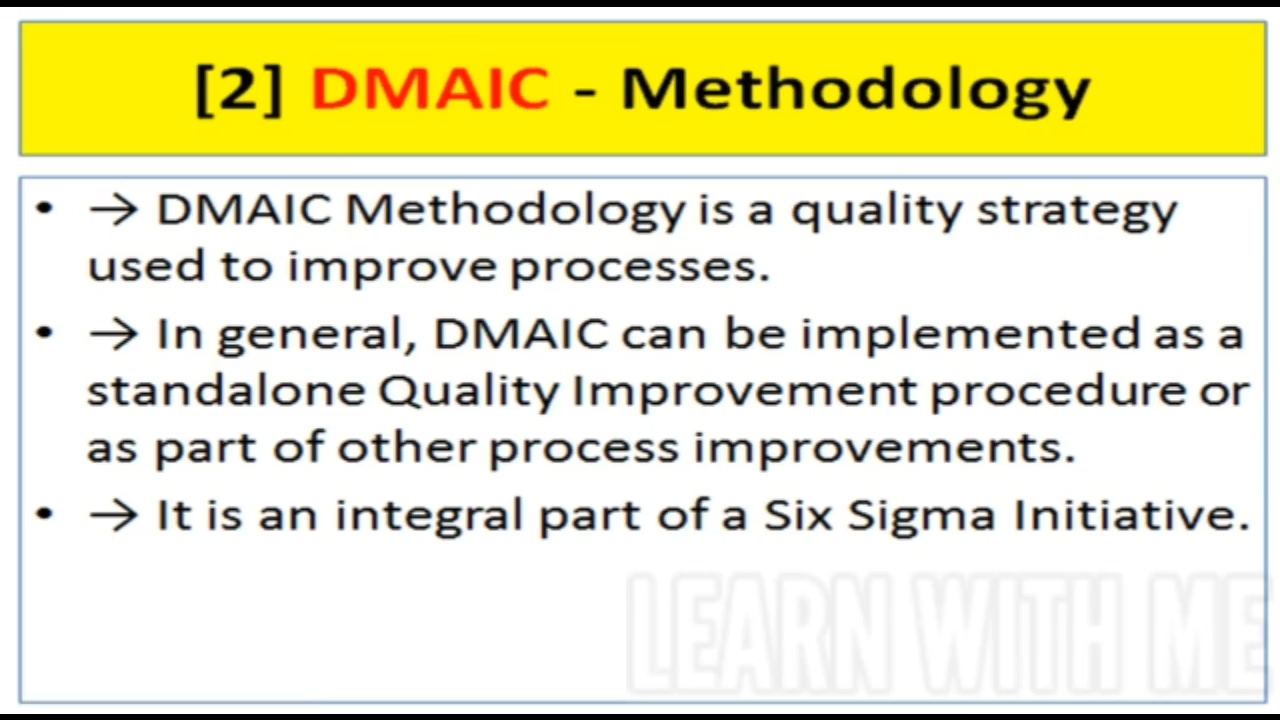 [2] DMAIC - Methodology
• → DMAIC Methodology is a quality strategy
used to improve processes.
• → In general, DMAIC can be implemented as a
standalone Quality Improvement procedure or
as part of other process improvements.
• → It is an integral part of a Six Sigma Initiative.
LEARN WITH ME